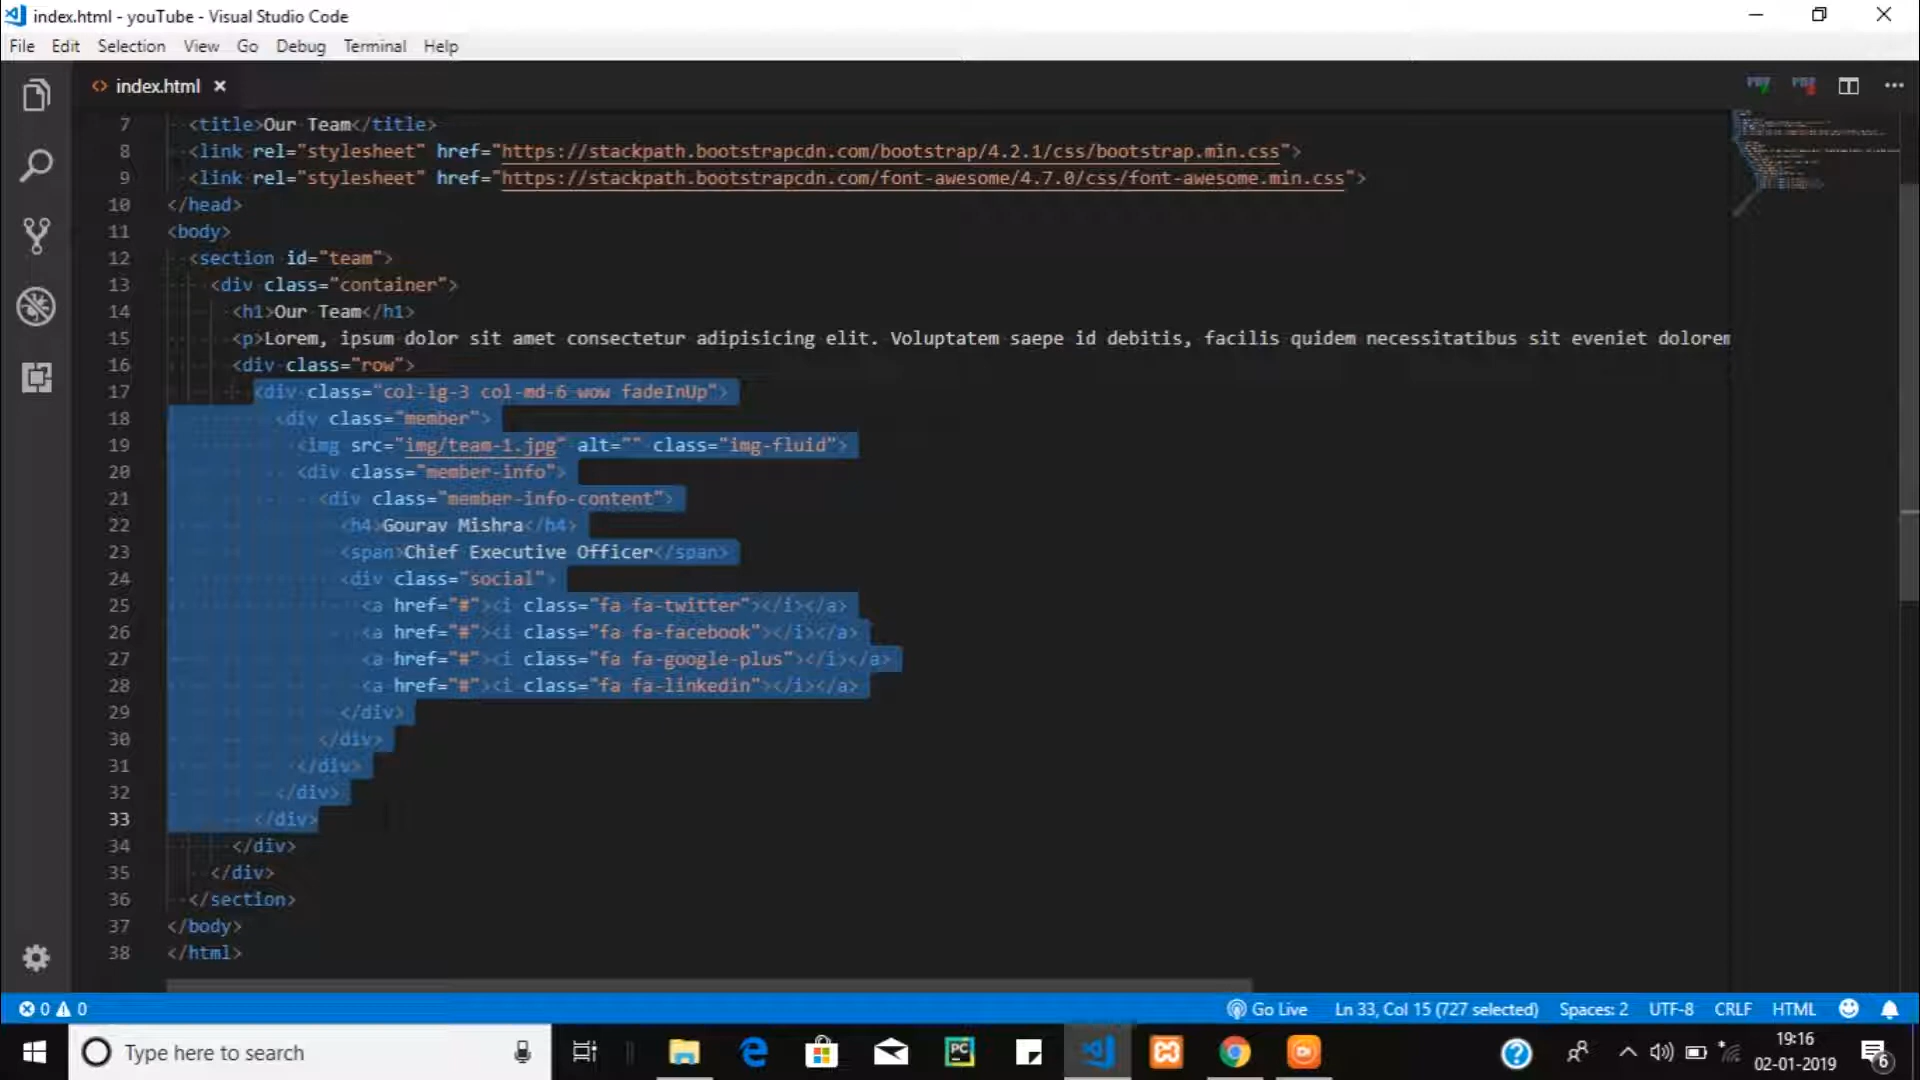 index.html - youTube - Visual Studio Code
File Edit Selection View Go Debug Terminal Help
<> index.html ×
7 <title>Our Team</title>
8 <link rel="stylesheet" href="https://stackpath.bootstrapcdn.com/bootstrap/4.2.1/css/bootstrap.min.css">
9 <link rel="stylesheet" href="https://stackpath.bootstrapcdn.com/font-awesome/4.7.0/css/font-awesome.min.css">
10 </head>
11 <body>
12 <section id="team">
13 <div class="container">
14 <h1>Our Team</h1>
15 <p>Lorem, ipsum dolor sit amet consectetur adipisicing elit. Voluptatem saepe id debitis, facilis quidem necessitatibus sit eveniet dolorem
16 <div class="row">
17 <div class="col-lg-3 col-md-6 wow fadeInUp">
18 <div class="member">
19 <img src="img/team-1.jpg" alt="" class="img-fluid">
20 <div class="member-info">
21 <div class="member-info-content">
22 <h4>Gourav Mishra</h4>
23 <span>Chief Executive Officer</span>
24 <div class="social">
25 <a href="#"><i class="fa fa-twitter"></i></a>
26 <a href="#"><i class="fa fa-facebook"></i></a>
27 <a href="#"><i class="fa fa-google-plus"></i></a>
28 <a href="#"><i class="fa fa-linkedin"></i></a>
29 </div>
30 </div>
31 </div>
32 </div>
33 </div>
34 </div>
35 </div>
36 </section>
37 </body>
38 </html>
0 0 Go Live Ln 33, Col 15 (727 selected) Spaces: 2 UTF-8 CRLF HTML
Type here to search PC 19:16
02-01-2019 6